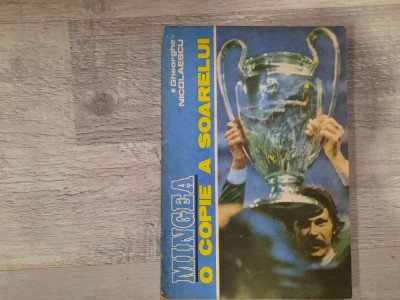 Gheorghe
NICOLAESCU
MINGEA
O COPIE A SOARELUI